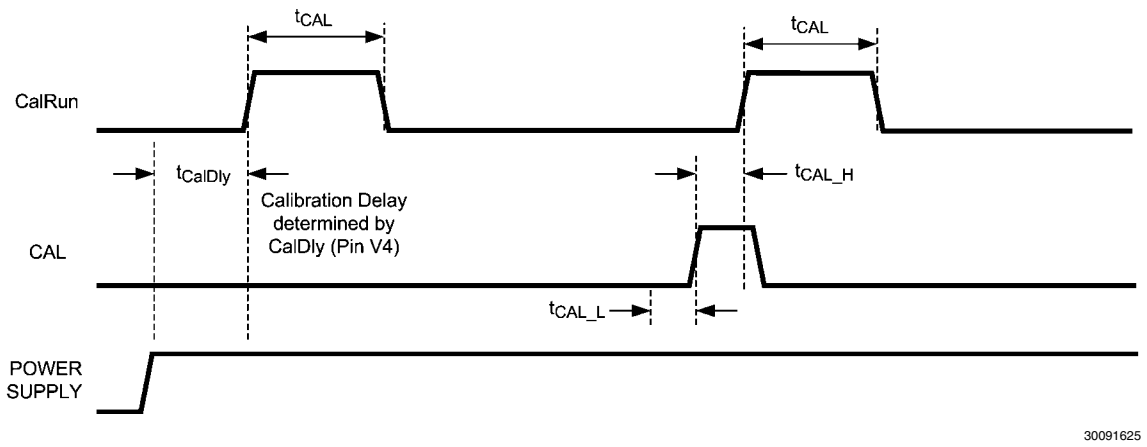 tCAL
tCAL
CalRun
tCalDly
tCAL_H
Calibration Delay
determined by
CalDly (Pin V4)
CAL
tCAL_L
POWER
SUPPLY
30091625